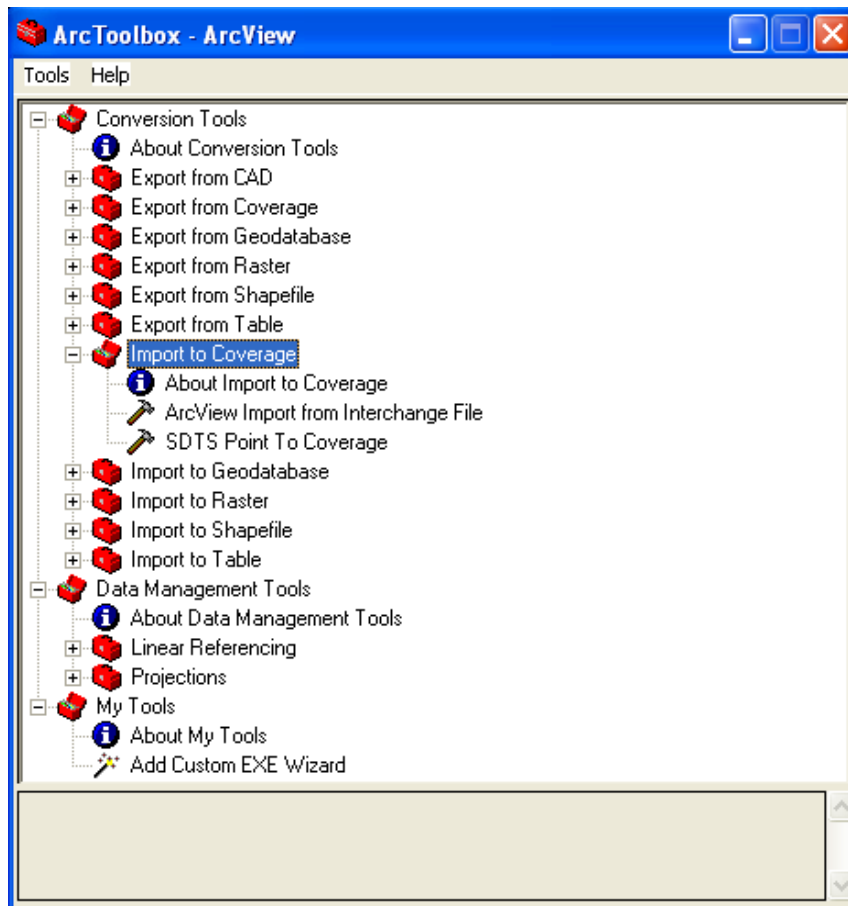 ArcToolbox - ArcView
Tools Help
Conversion Tools
About Conversion Tools
Export from CAD
Export from Coverage
Export from Geodatabase
Export from Raster
Export from Shapefile
Export from Table
Import to Coverage
About Import to Coverage
ArcView Import from Interchange File
SDTS Point To Coverage
Import to Geodatabase
Import to Raster
Import to Shapefile
Import to Table
Data Management Tools
About Data Management Tools
Linear Referencing
Projections
My Tools
About My Tools
Add Custom EXE Wizard